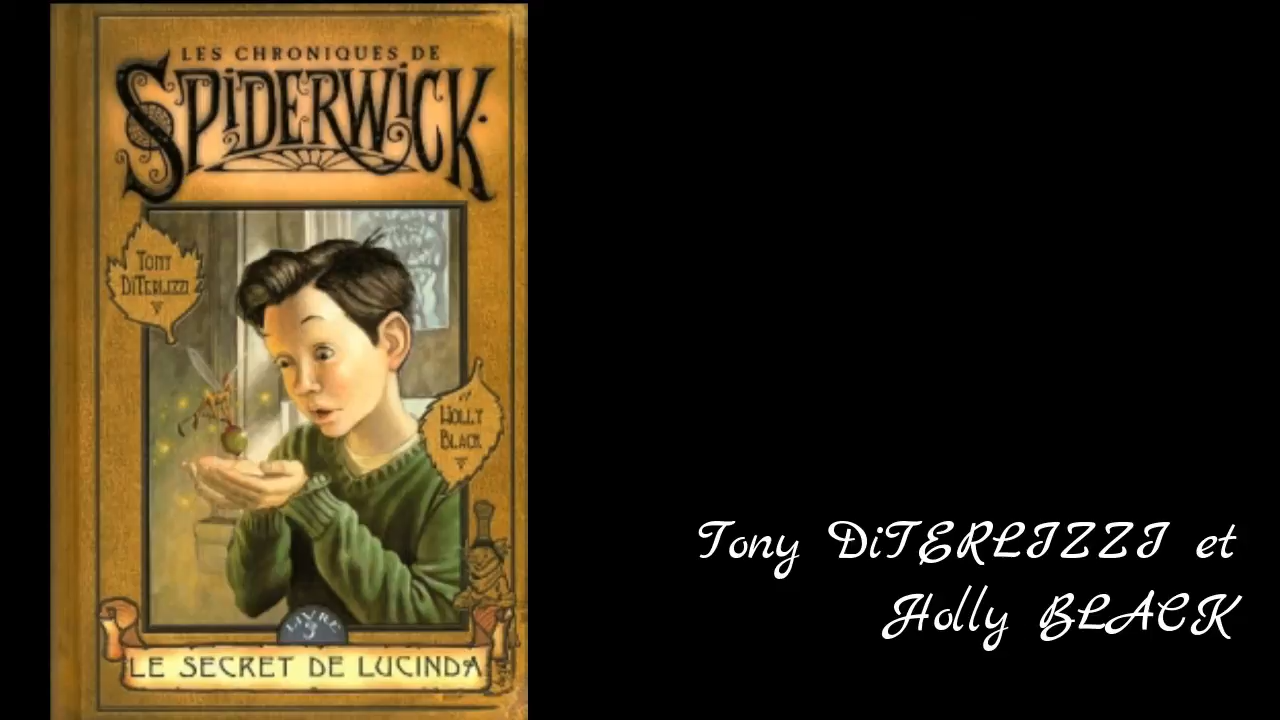 LES CHRONIQUES DE
SPIDERWICK
TONY
DITERLIZZI
HOLLY
BLACK
LIVRE
3
LE SECRET DE LUCINDA
Tony DiTERLIZZI et
Holly BLACK